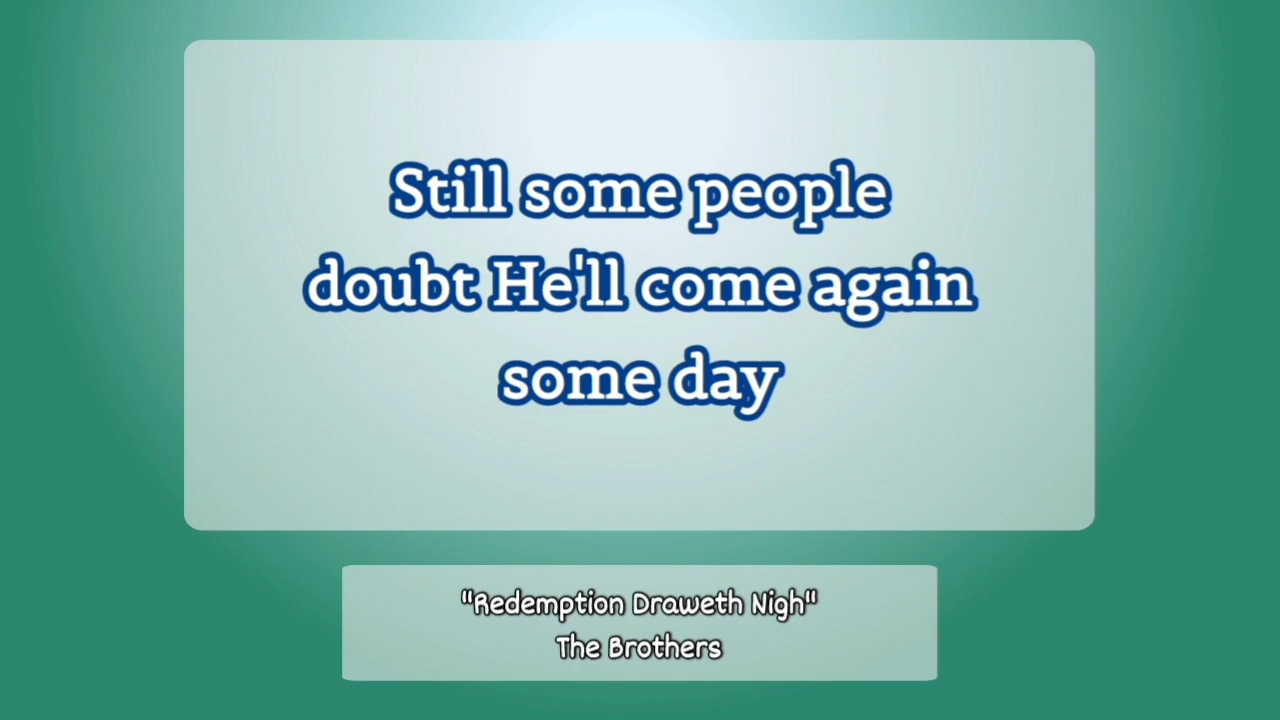 Still some people
doubt He'll come again
some day
"Redemption Draweth Nigh"
The Brothers